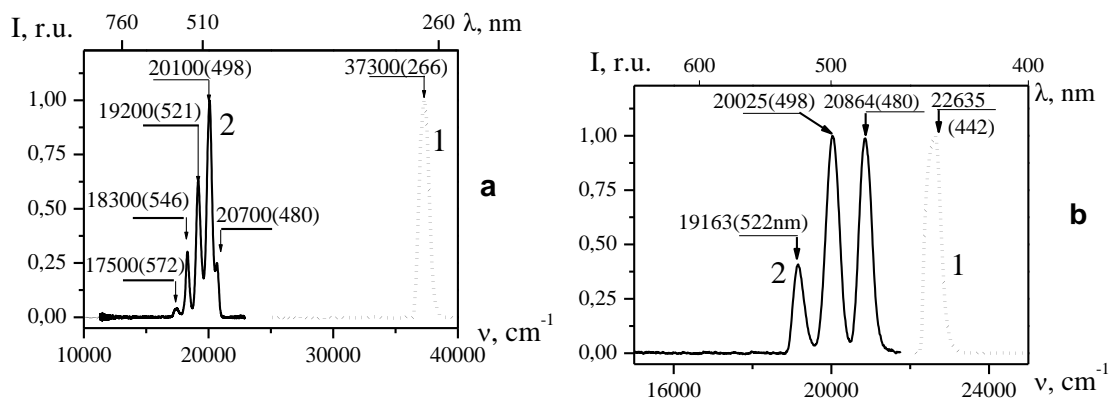 760 510 260
I, r.u. λ, nm
20100(498) 37300(266)
1,00
19200(521) 2 1
0,75
18300(546)
0,50 20700(480)
17500(572)
0,25
0,00
10000 20000 30000 40000
ν, cm-1
a
600 500 400
I, r.u. λ, nm
20025(498) 20864(480) 22635
(442)
1,00
0,75
19163(522nm)
0,50
2 1
0,25
0,00
16000 20000 24000
ν, cm-1
b